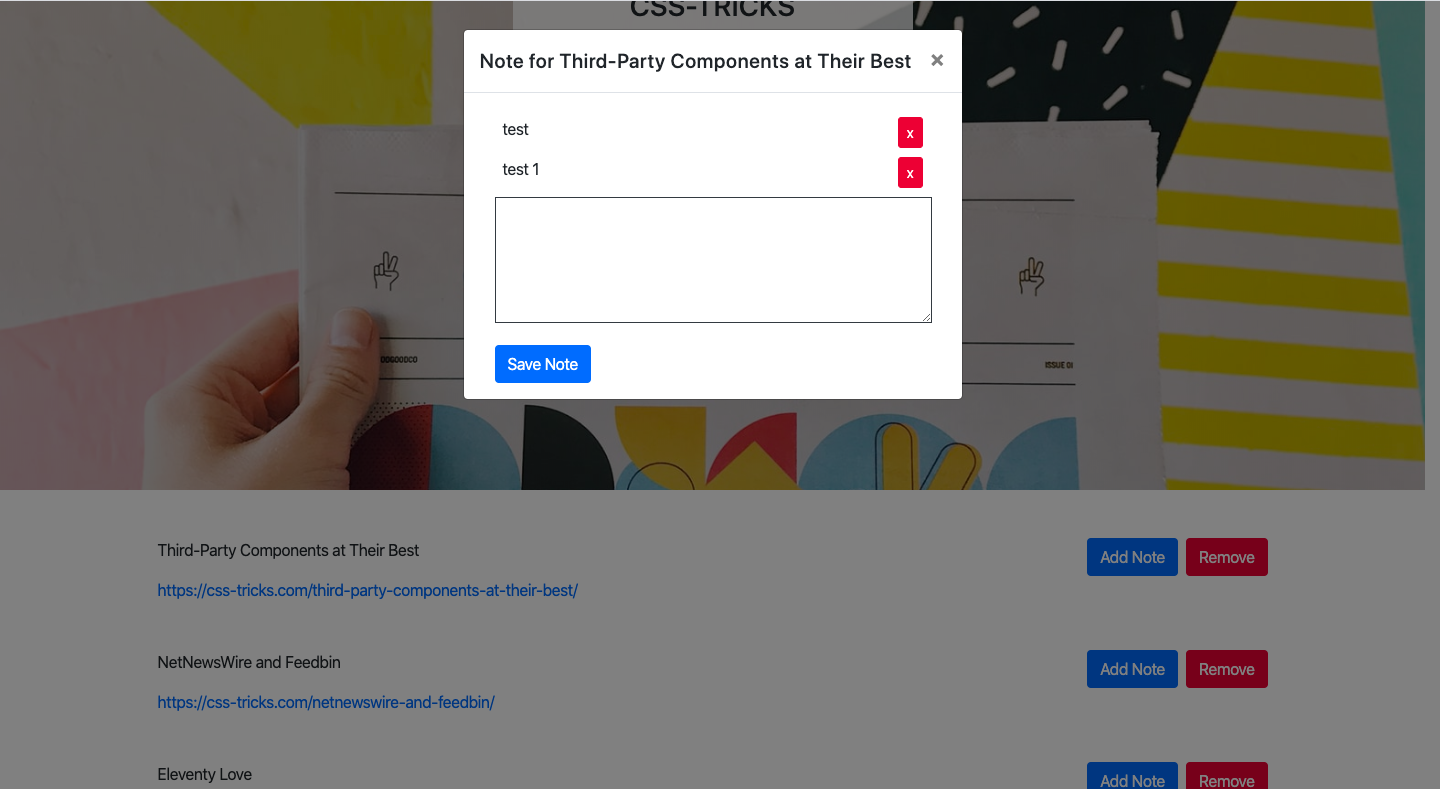 CSS-TRICKS
Note for Third-Party Components at Their Best ×
test x
test 1 x
OODGOODCO
ISSUE 01
Save Note
Third-Party Components at Their Best Add Note Remove
https://css-tricks.com/third-party-components-at-their-best/
NetNewsWire and Feedbin Add Note Remove
https://css-tricks.com/netnewswire-and-feedbin/
Eleventy Love Add Note Remove